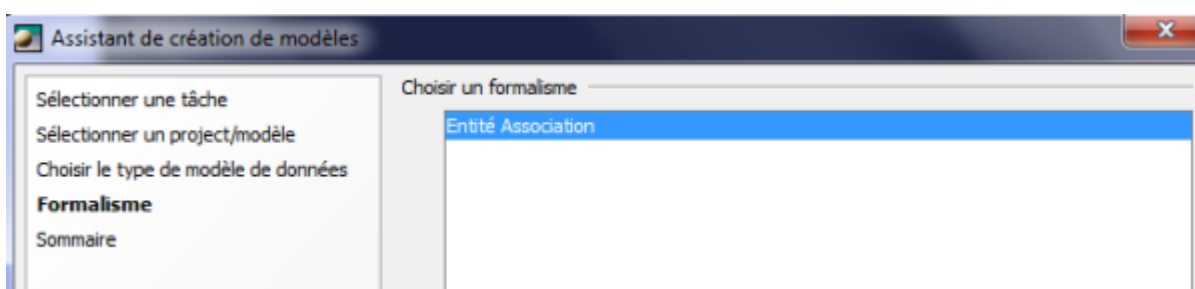 Assistant de création de modèles
Sélectionner une tâche
Sélectionner un project/modèle
Choisir le type de modèle de données
Formalisme
Sommaire
Choisir un formalisme
Entité Association